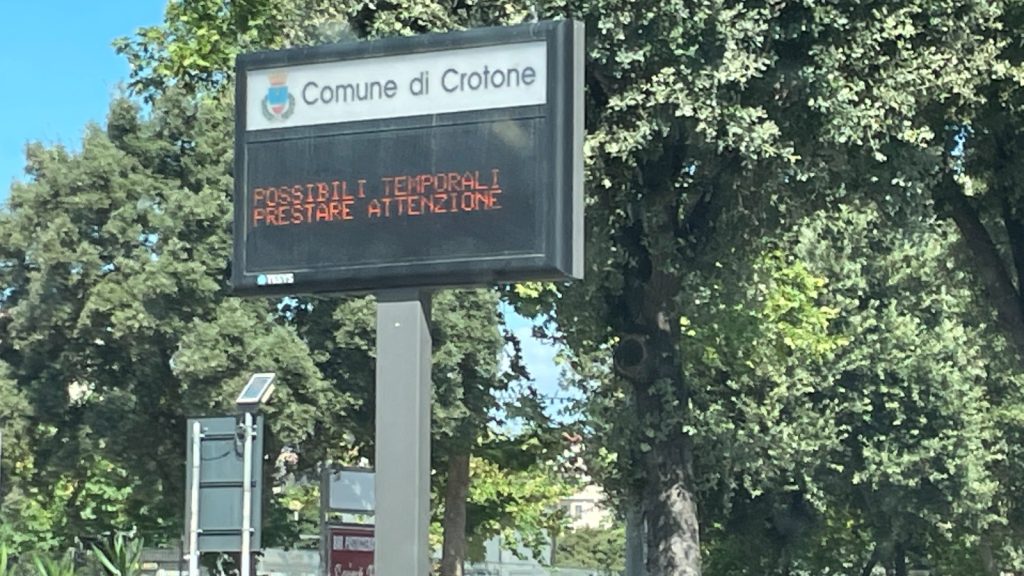 Comune di Crotone
POSSIBILI TEMPORALI
PRESTARE ATTENZIONE